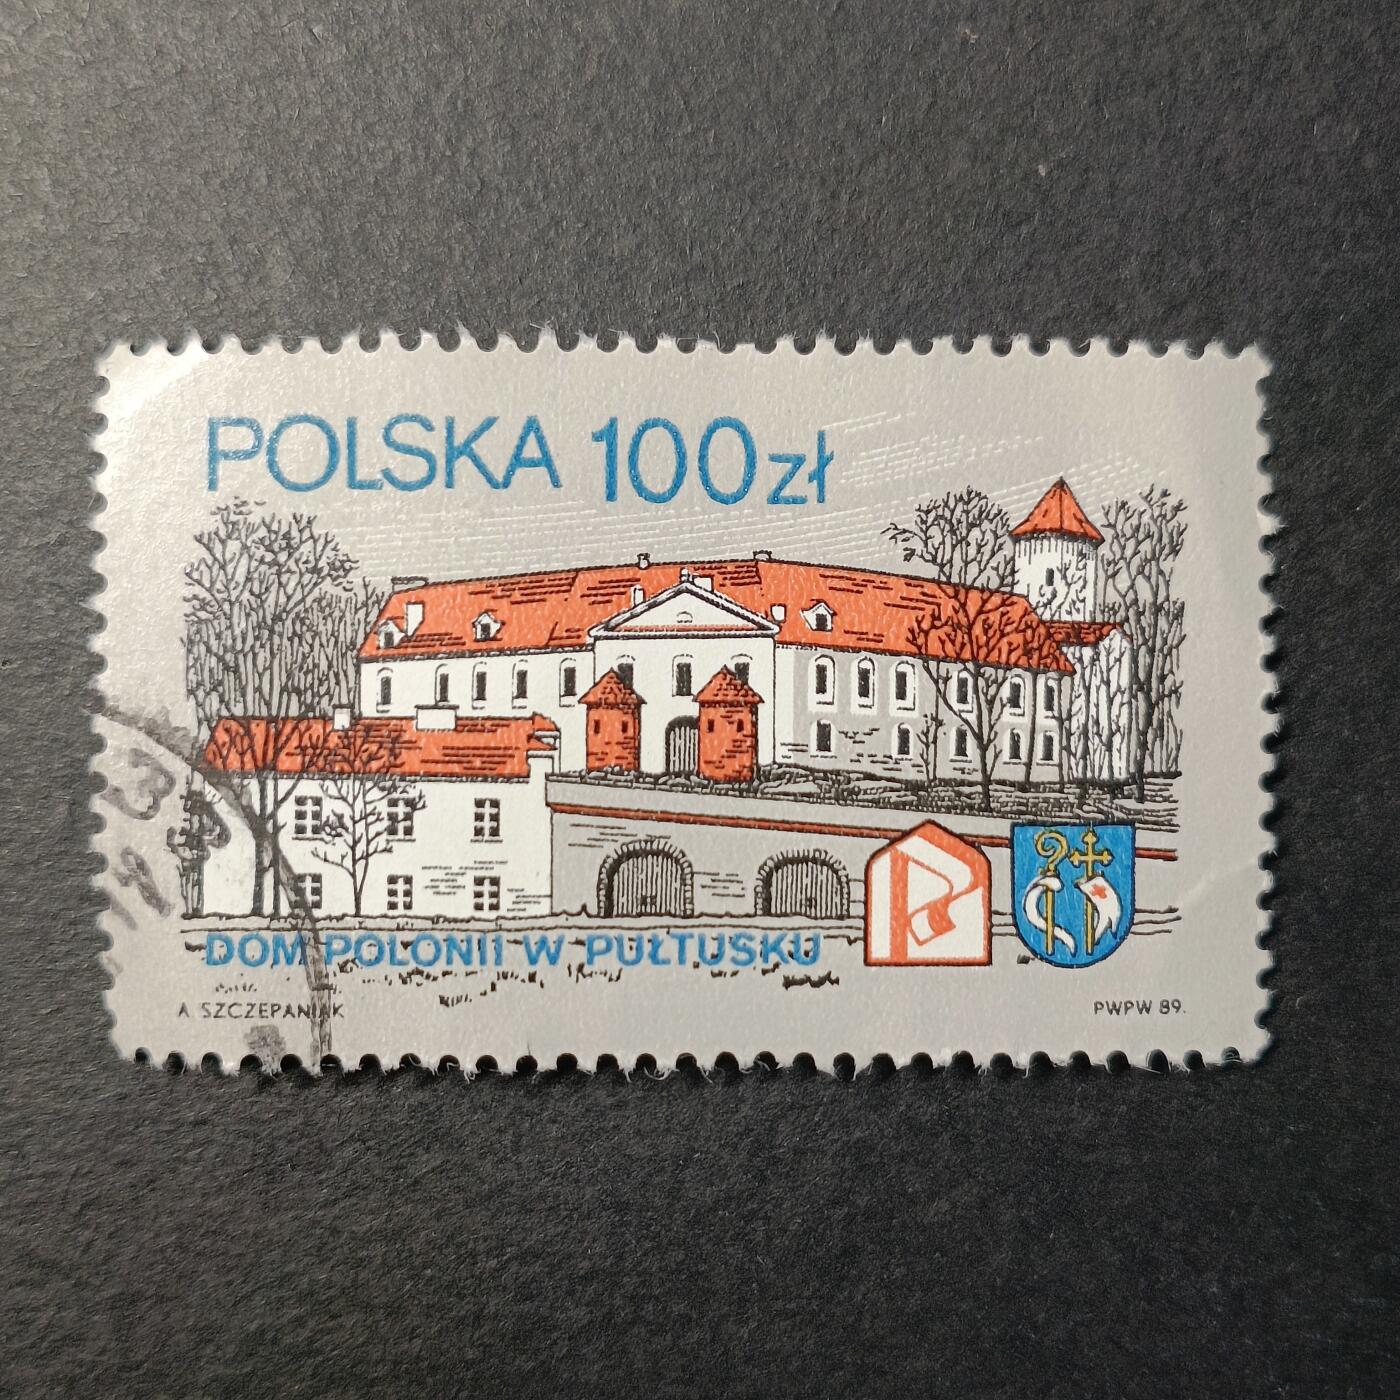 POLSKA 100zł
DOM POLONII W PUŁTUSKU
A. SZCZEPANIAK
PWPW 89.